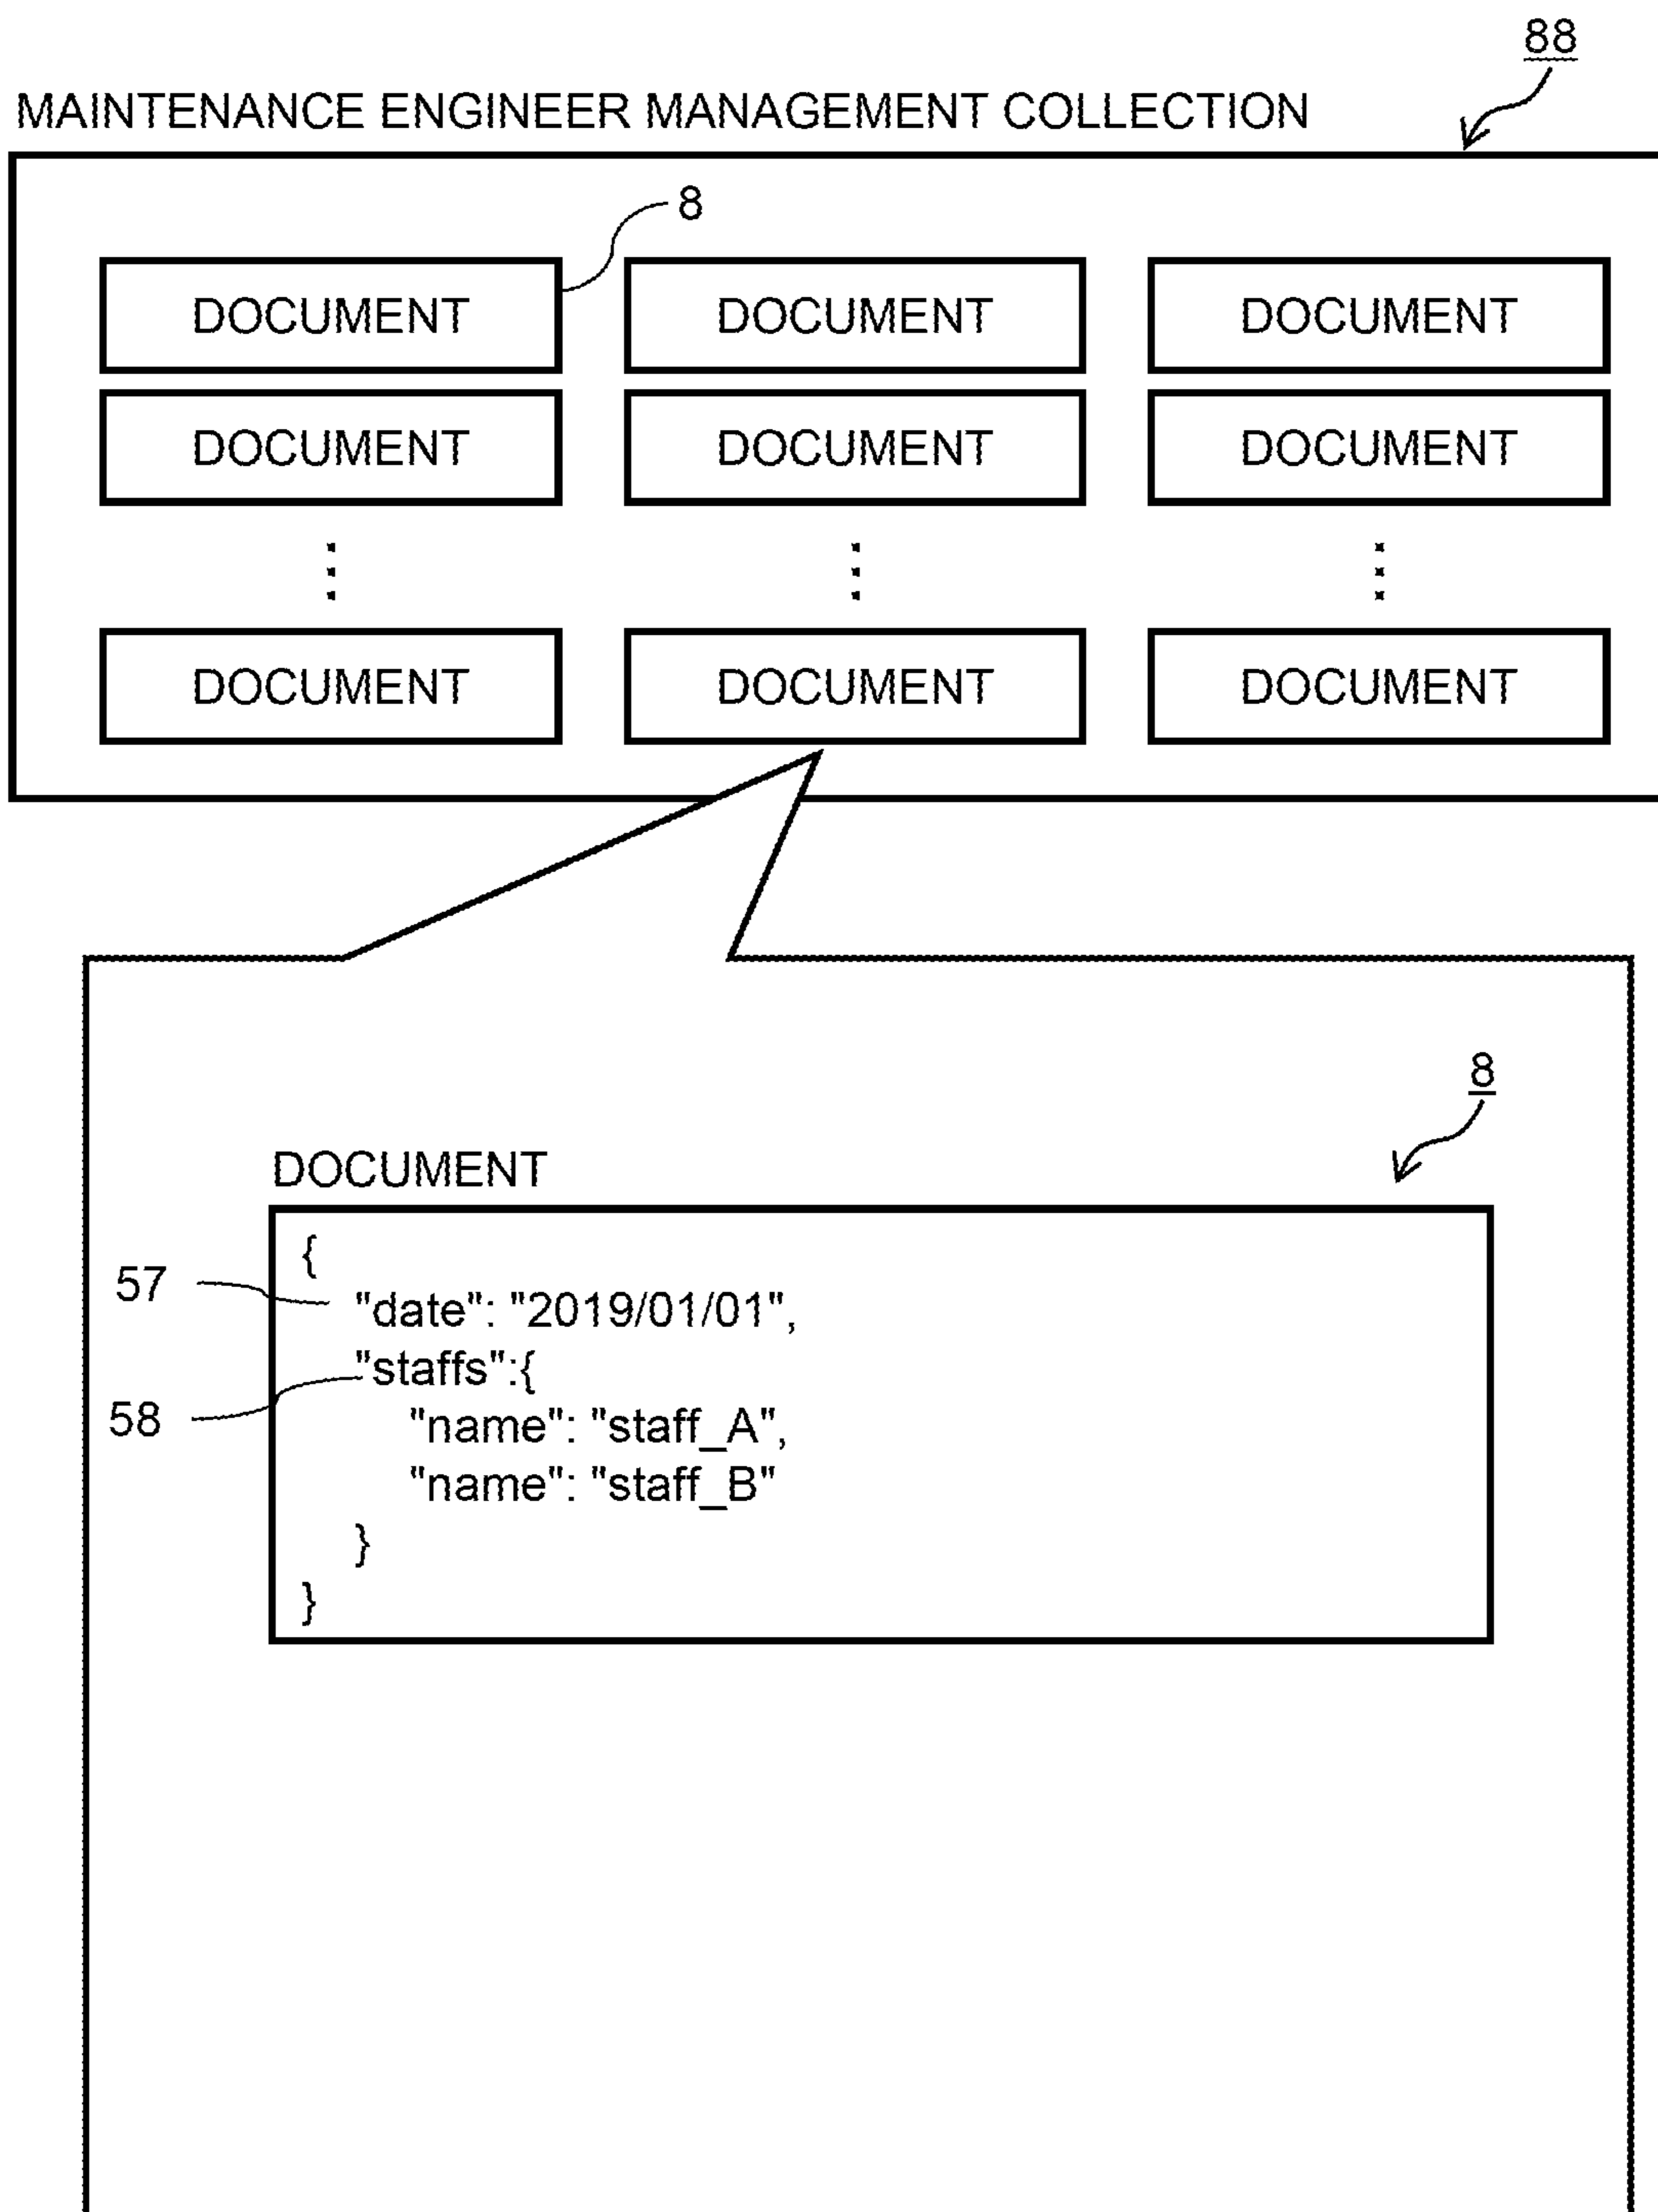 88
MAINTENANCE ENGINEER MANAGEMENT COLLECTION
8
DOCUMENT DOCUMENT DOCUMENT
DOCUMENT DOCUMENT DOCUMENT
DOCUMENT DOCUMENT DOCUMENT
8
DOCUMENT
{
57 "date": "2019/01/01",
"staffs":{
58 "name": "staff_A",
"name": "staff_B"
}
}